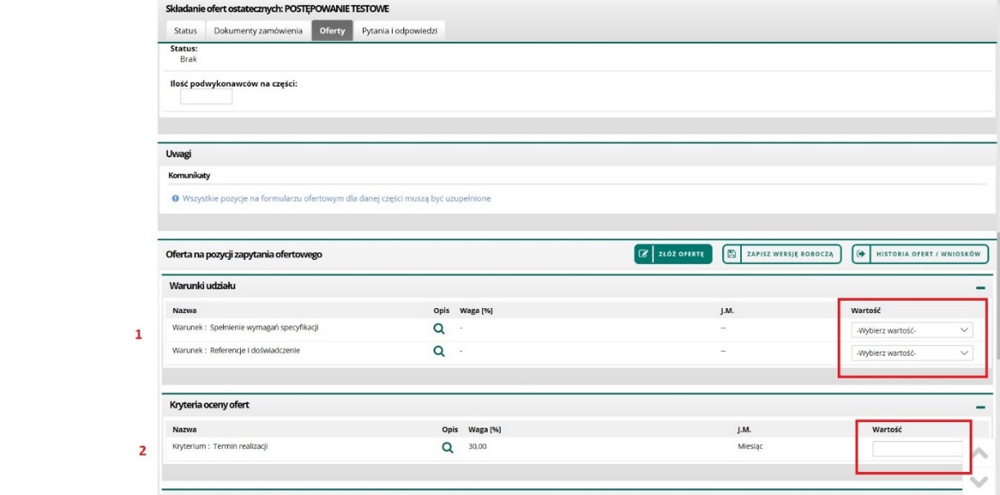 Składanie ofert ostatecznych: POSTĘPOWANIE TESTOWE
Status Dokumenty zamówienia Oferty Pytania i odpowiedzi
Status:
Brak
Ilość podwykonawców na części:
Uwagi
Komunikaty
Wszystkie pozycje na formularzu ofertowym dla danej części muszą być uzupełnione
Oferta na pozycji zapytania ofertowego ZŁÓŻ OFERTĘ ZAPISZ WERSJĘ ROBOCZĄ HISTORIA OFERT / WNIOSKÓW
Warunki udziału
Nazwa Opis Waga [%] J.M. Wartość
1 Warunek : Spełnienie wymagań specyfikacji - -- -Wybierz wartość-
Warunek : Referencje i doświadczenie - -- -Wybierz wartość-
Kryteria oceny ofert
Nazwa Opis Waga [%] J.M. Wartość
2 Kryterium : Termin realizacji 30,00 Miesiąc